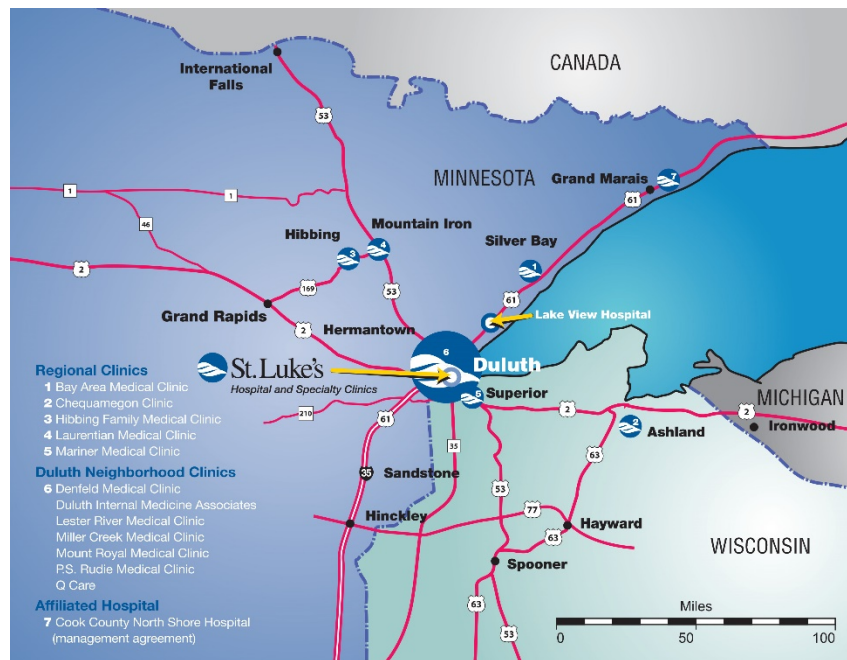 CANADA
International
Falls
53
MINNESOTA
Grand Marais
7
61
1
1
46
Mountain Iron
Hibbing
3
4
Silver Bay
1
2
169
53
61
Grand Rapids
Hermantown
Lake View Hospital
2
6
St. Luke's
Hospital and Specialty Clinics
Duluth
5
Superior
MICHIGAN
210
61
35
2
2
Ironwood
2
Ashland
63
35
Sandstone
53
Hinckley
77
Hayward
63
Spooner
WISCONSIN
63
53
Regional Clinics
1 Bay Area Medical Clinic
2 Chequamegon Clinic
3 Hibbing Family Medical Clinic
4 Laurentian Medical Clinic
5 Mariner Medical Clinic
Duluth Neighborhood Clinics
6 Denfeld Medical Clinic
Duluth Internal Medicine Associates
Lester River Medical Clinic
Miller Creek Medical Clinic
Mount Royal Medical Clinic
P.S. Rudie Medical Clinic
Q Care
Affiliated Hospital
7 Cook County North Shore Hospital
(management agreement)
Miles
0 50 100